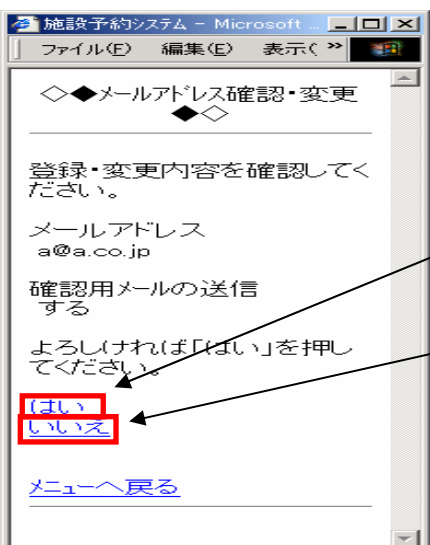 施設予約システム - Microsoft ...
ファイル(F) 編集(E) 表示( »
◇◆メールアドレス確認・変更
◆◇
登録・変更内容を確認してく
ださい。
メールアドレス
a@a.co.jp
確認用メールの送信
する
よろしければ「はい」を押し
てください。
はい
いいえ
メニューへ戻る